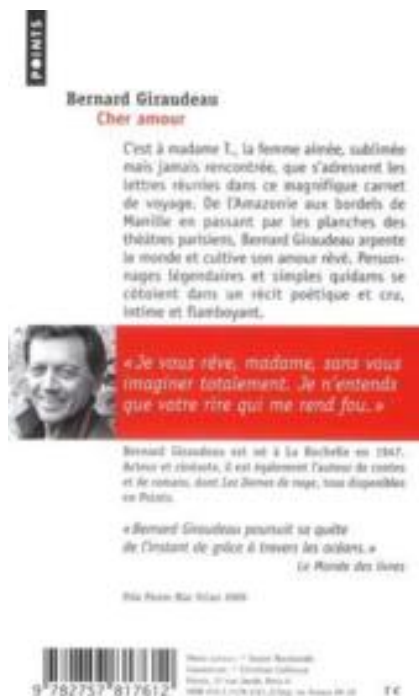 POINTS
Bernard Giraudeau
Cher amour
C'est à madame T., la femme aimée, sublimée
mais jamais rencontrée, que s'adressent les
lettres réunies dans ce magnifique carnet
de voyage. De l'Amazonie aux bordels de
Manille en passant par les planches des
théâtres parisiens, Bernard Giraudeau arpente
le monde et cultive son amour rêvé. Person-
nages légendaires et simples quidams se
côtoient dans un récit poétique et cru,
intime et flamboyant.
« Je vous rêve, madame, sans vous
imaginer totalement. Je n'entends
que votre rire qui me rend fou. »
Bernard Giraudeau est né à La Rochelle en 1947.
Acteur et cinéaste, il est également l'auteur de contes
et de romans, dont Les Dames de nage, tous disponibles
en Points.
« Bernard Giraudeau poursuit sa quête
de l'instant de grâce à travers les océans. »
Le Monde des livres
Prix Pierre Mac Orlan 2009
9 782757 817612
7 €